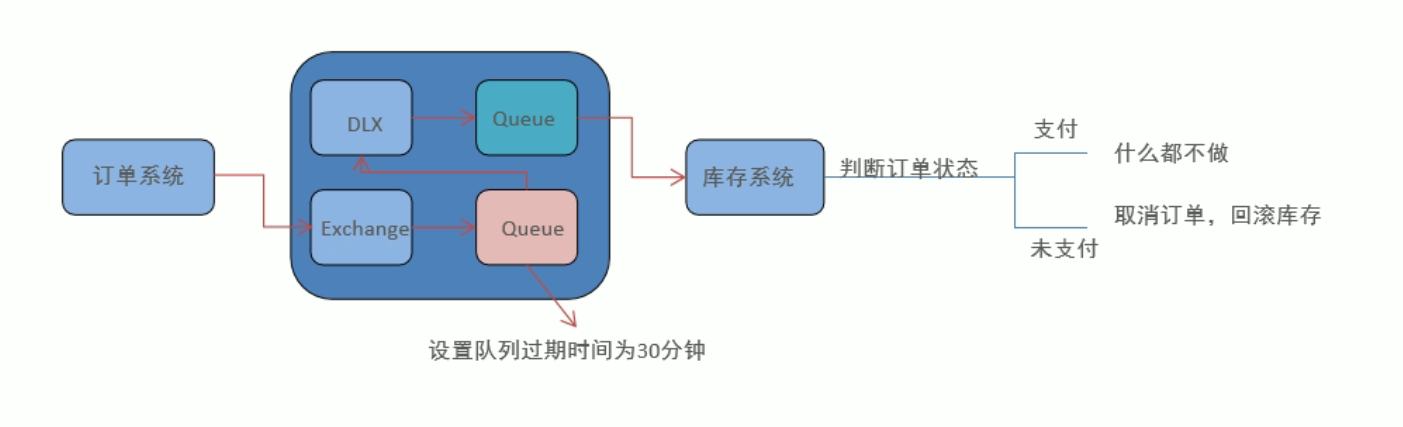 订单系统
DLX
Queue
Exchange
Queue
设置队列过期时间为30分钟
库存系统
判断订单状态
支付
什么都不做
取消订单，回滚库存
未支付